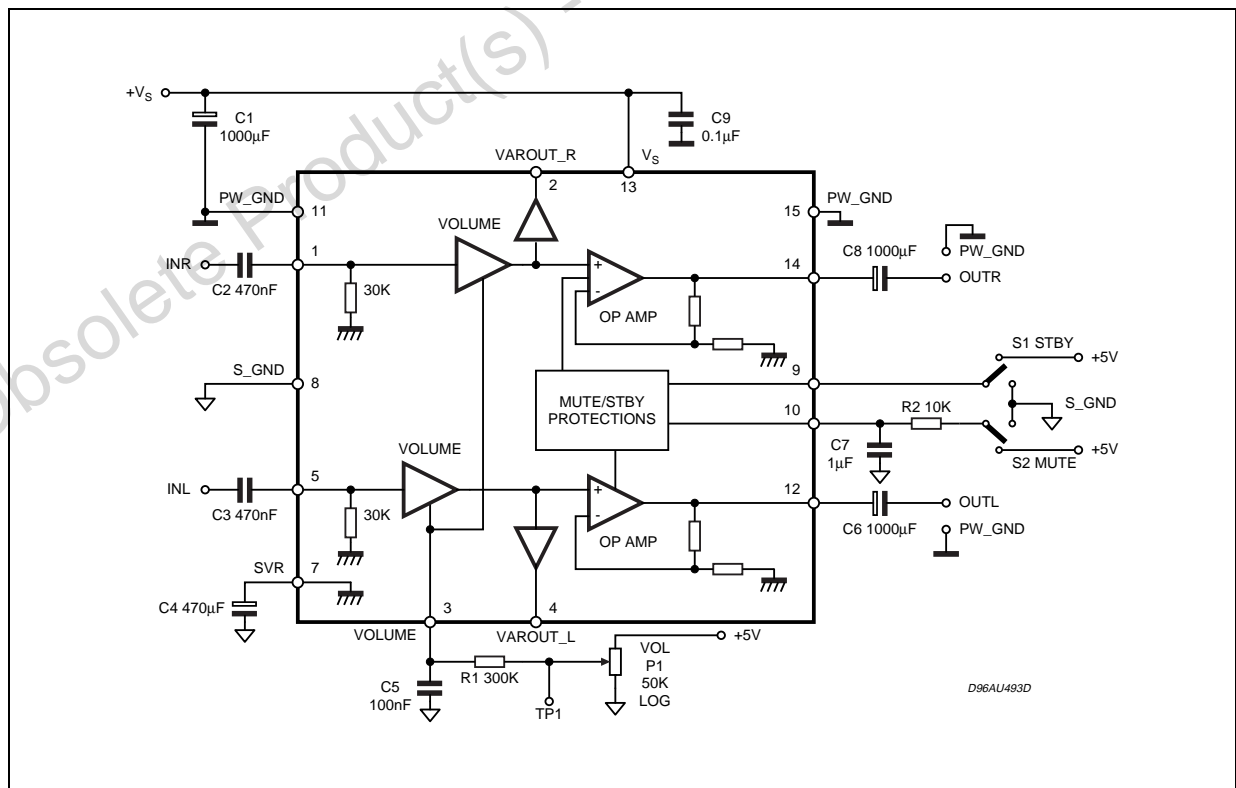 Obsolete Product(s) -
+VS
C1
1000µF
C9
0.1µF
VAROUT_R
VS
2
13
PW_GND
11
15
PW_GND
VOLUME
1
INR
C2 470nF
30K
+
-
OP AMP
14
C8 1000µF
PW_GND
OUTR
S_GND
8
MUTE/STBY
PROTECTIONS
9
10
S1 STBY
+5V
S_GND
R2 10K
C7
1µF
+5V
S2 MUTE
VOLUME
5
INL
C3 470nF
30K
+
-
OP AMP
12
OUTL
C6 1000µF
PW_GND
SVR
7
C4 470µF
3
4
VOLUME
VAROUT_L
+5V
R1 300K
VOL
P1
50K
LOG
C5
100nF
TP1
D96AU493D